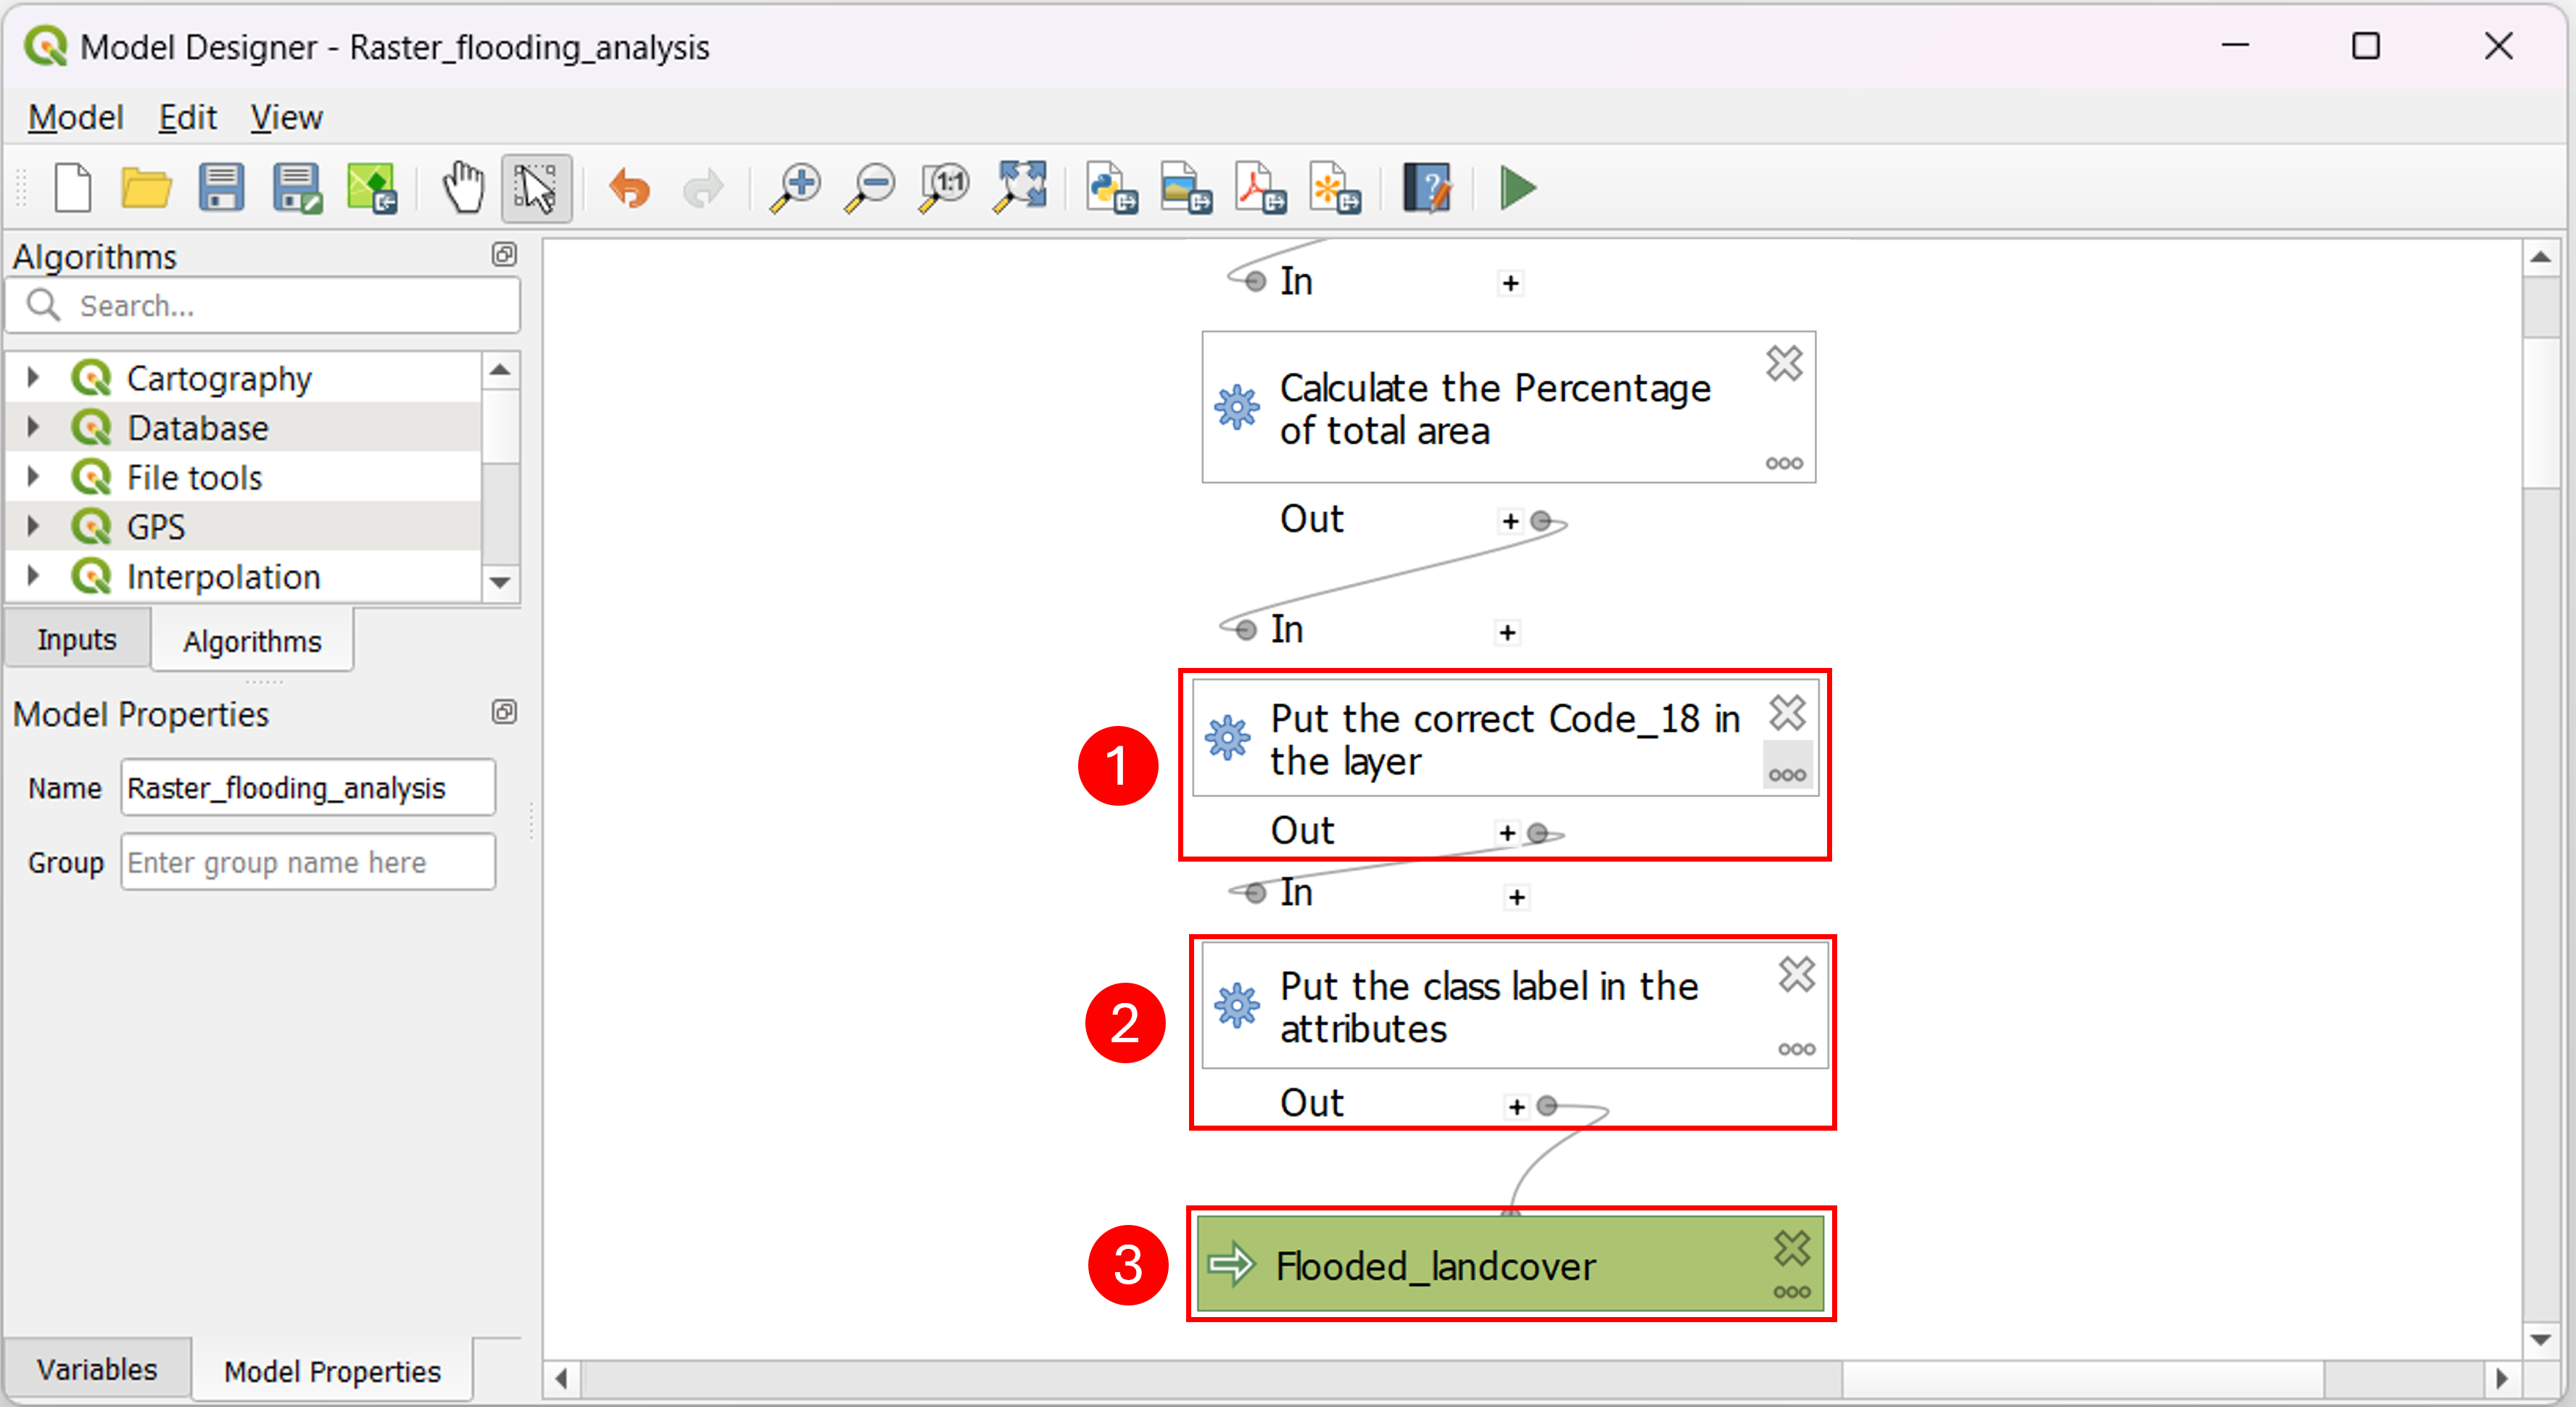 Model Designer - Raster_flooding_analysis
Model Edit View
1:1
Algorithms
Search...
Cartography
Database
File tools
GPS
Interpolation
Inputs Algorithms
Model Properties
Name Raster_flooding_analysis
Group Enter group name here
Variables Model Properties
In +
Calculate the Percentage
of total area
Out +
In +
1
Put the correct Code_18 in
the layer
Out +
In +
2
Put the class label in the
attributes
Out +
3
Flooded_landcover